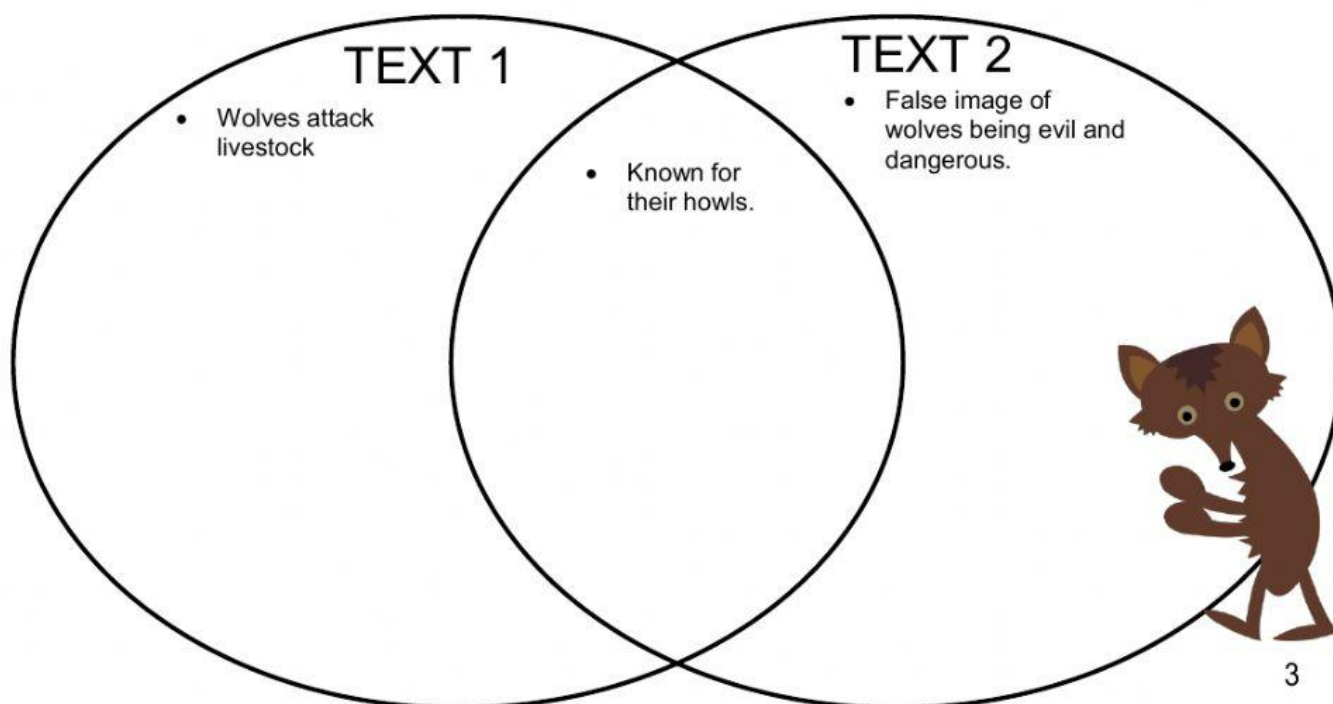 TEXT 1
• Wolves attack
livestock
• Known for
their howls.
TEXT 2
• False image of
wolves being evil and
dangerous.
3